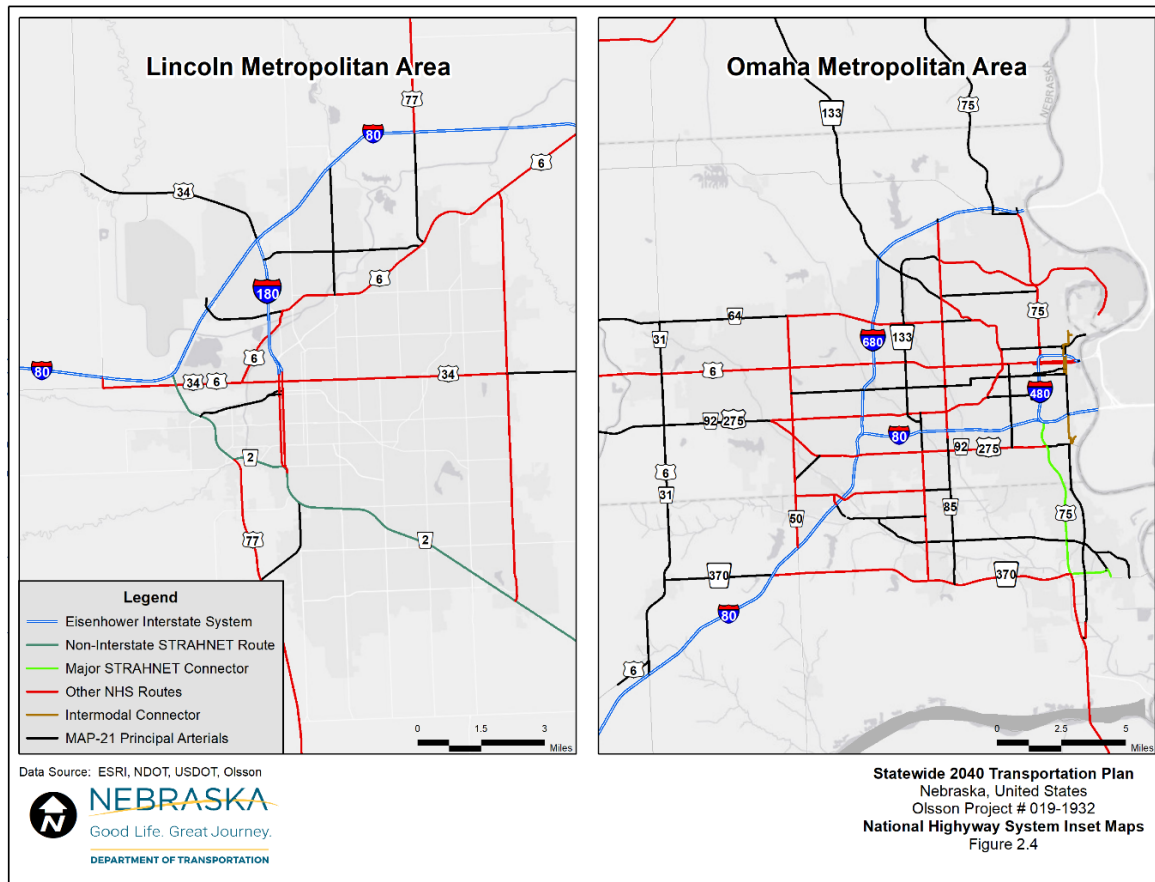 Lincoln Metropolitan Area
77
80
6
34
6
180
6
80
34 6
34
2
77
2
Legend
Eisenhower Interstate System
Non-Interstate STRAHNET Route
Major STRAHNET Connector
Other NHS Routes
Intermodal Connector
MAP-21 Principal Arterials
0 1.5 3
Miles
Omaha Metropolitan Area
NEBRASKA
75
133
64
75
31
680
133
6
480
92 275
80
92 275
6
31
50
85
75
370
370
80
6
0 2.5 5
Miles
Data Source: ESRI, NDOT, USDOT, Olsson
N
NEBRASKA
Good Life. Great Journey.
DEPARTMENT OF TRANSPORTATION
Statewide 2040 Transportation Plan
Nebraska, United States
Olsson Project # 019-1932
National Highyway System Inset Maps
Figure 2.4